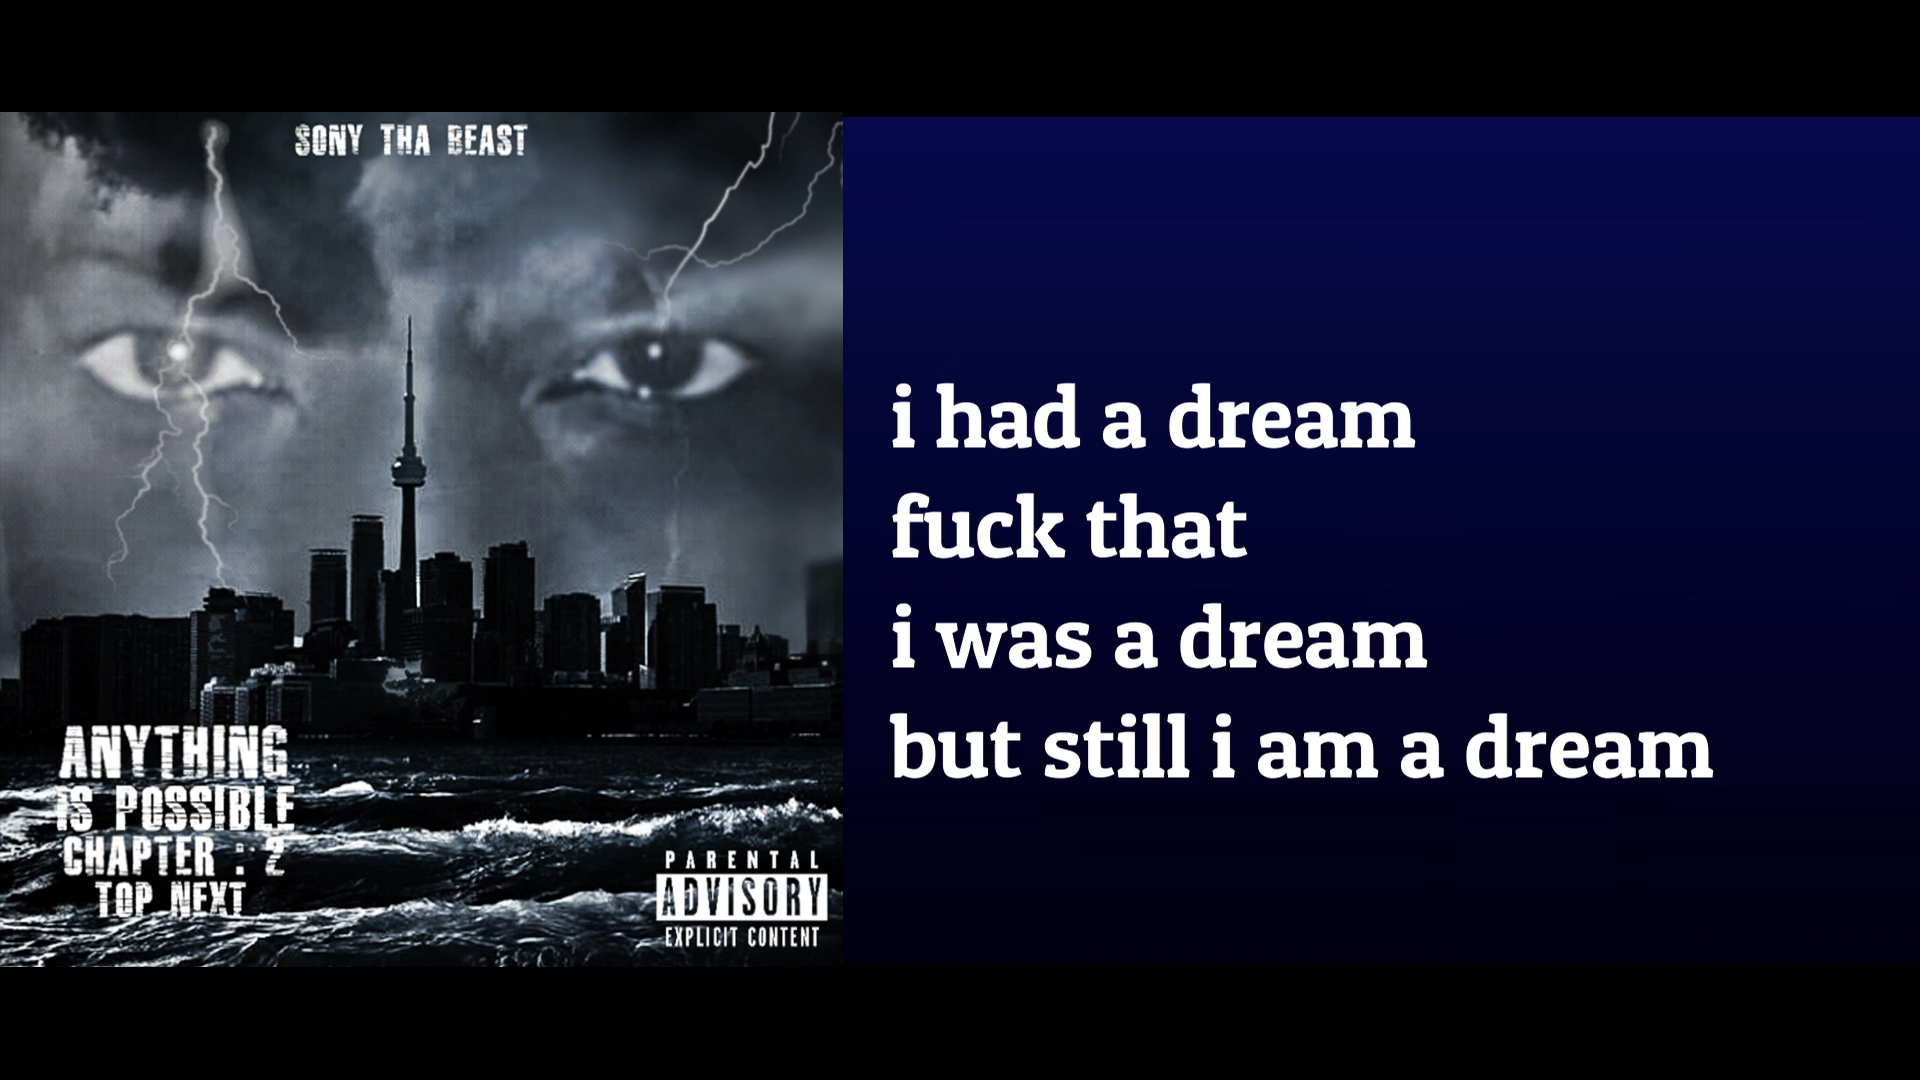 SONY THA BEAST
ANYTHING
IS POSSIBLE
CHAPTER : 2
TOP NEXT
PARENTAL
ADVISORY
EXPLICIT CONTENT
i had a dream
fuck that
i was a dream
but still i am a dream